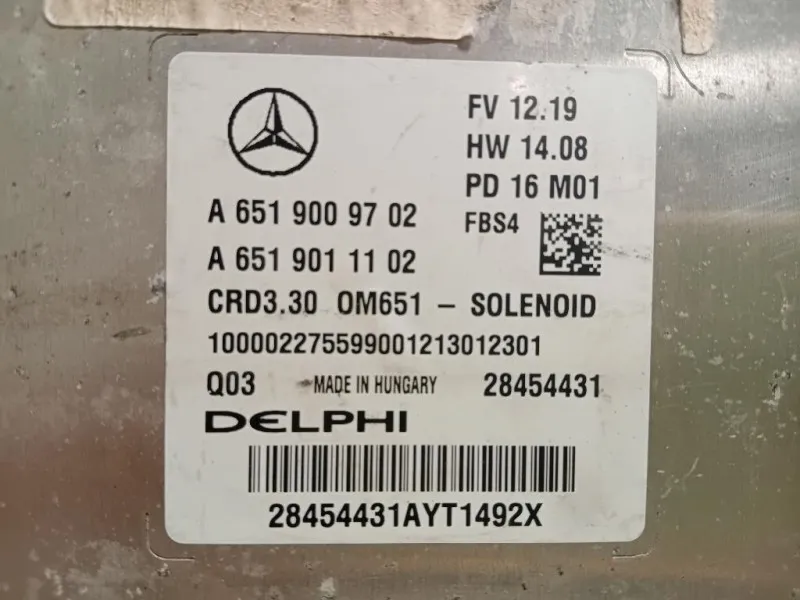 FV 12.19
HW 14.08
PD 16 M01
FBS4
A 651 900 97 02
A 651 901 11 02
CRD3.30 OM651 - SOLENOID
100002275599001213012301
Q03 MADE IN HUNGARY 28454431
DELPHI
28454431AYT1492X